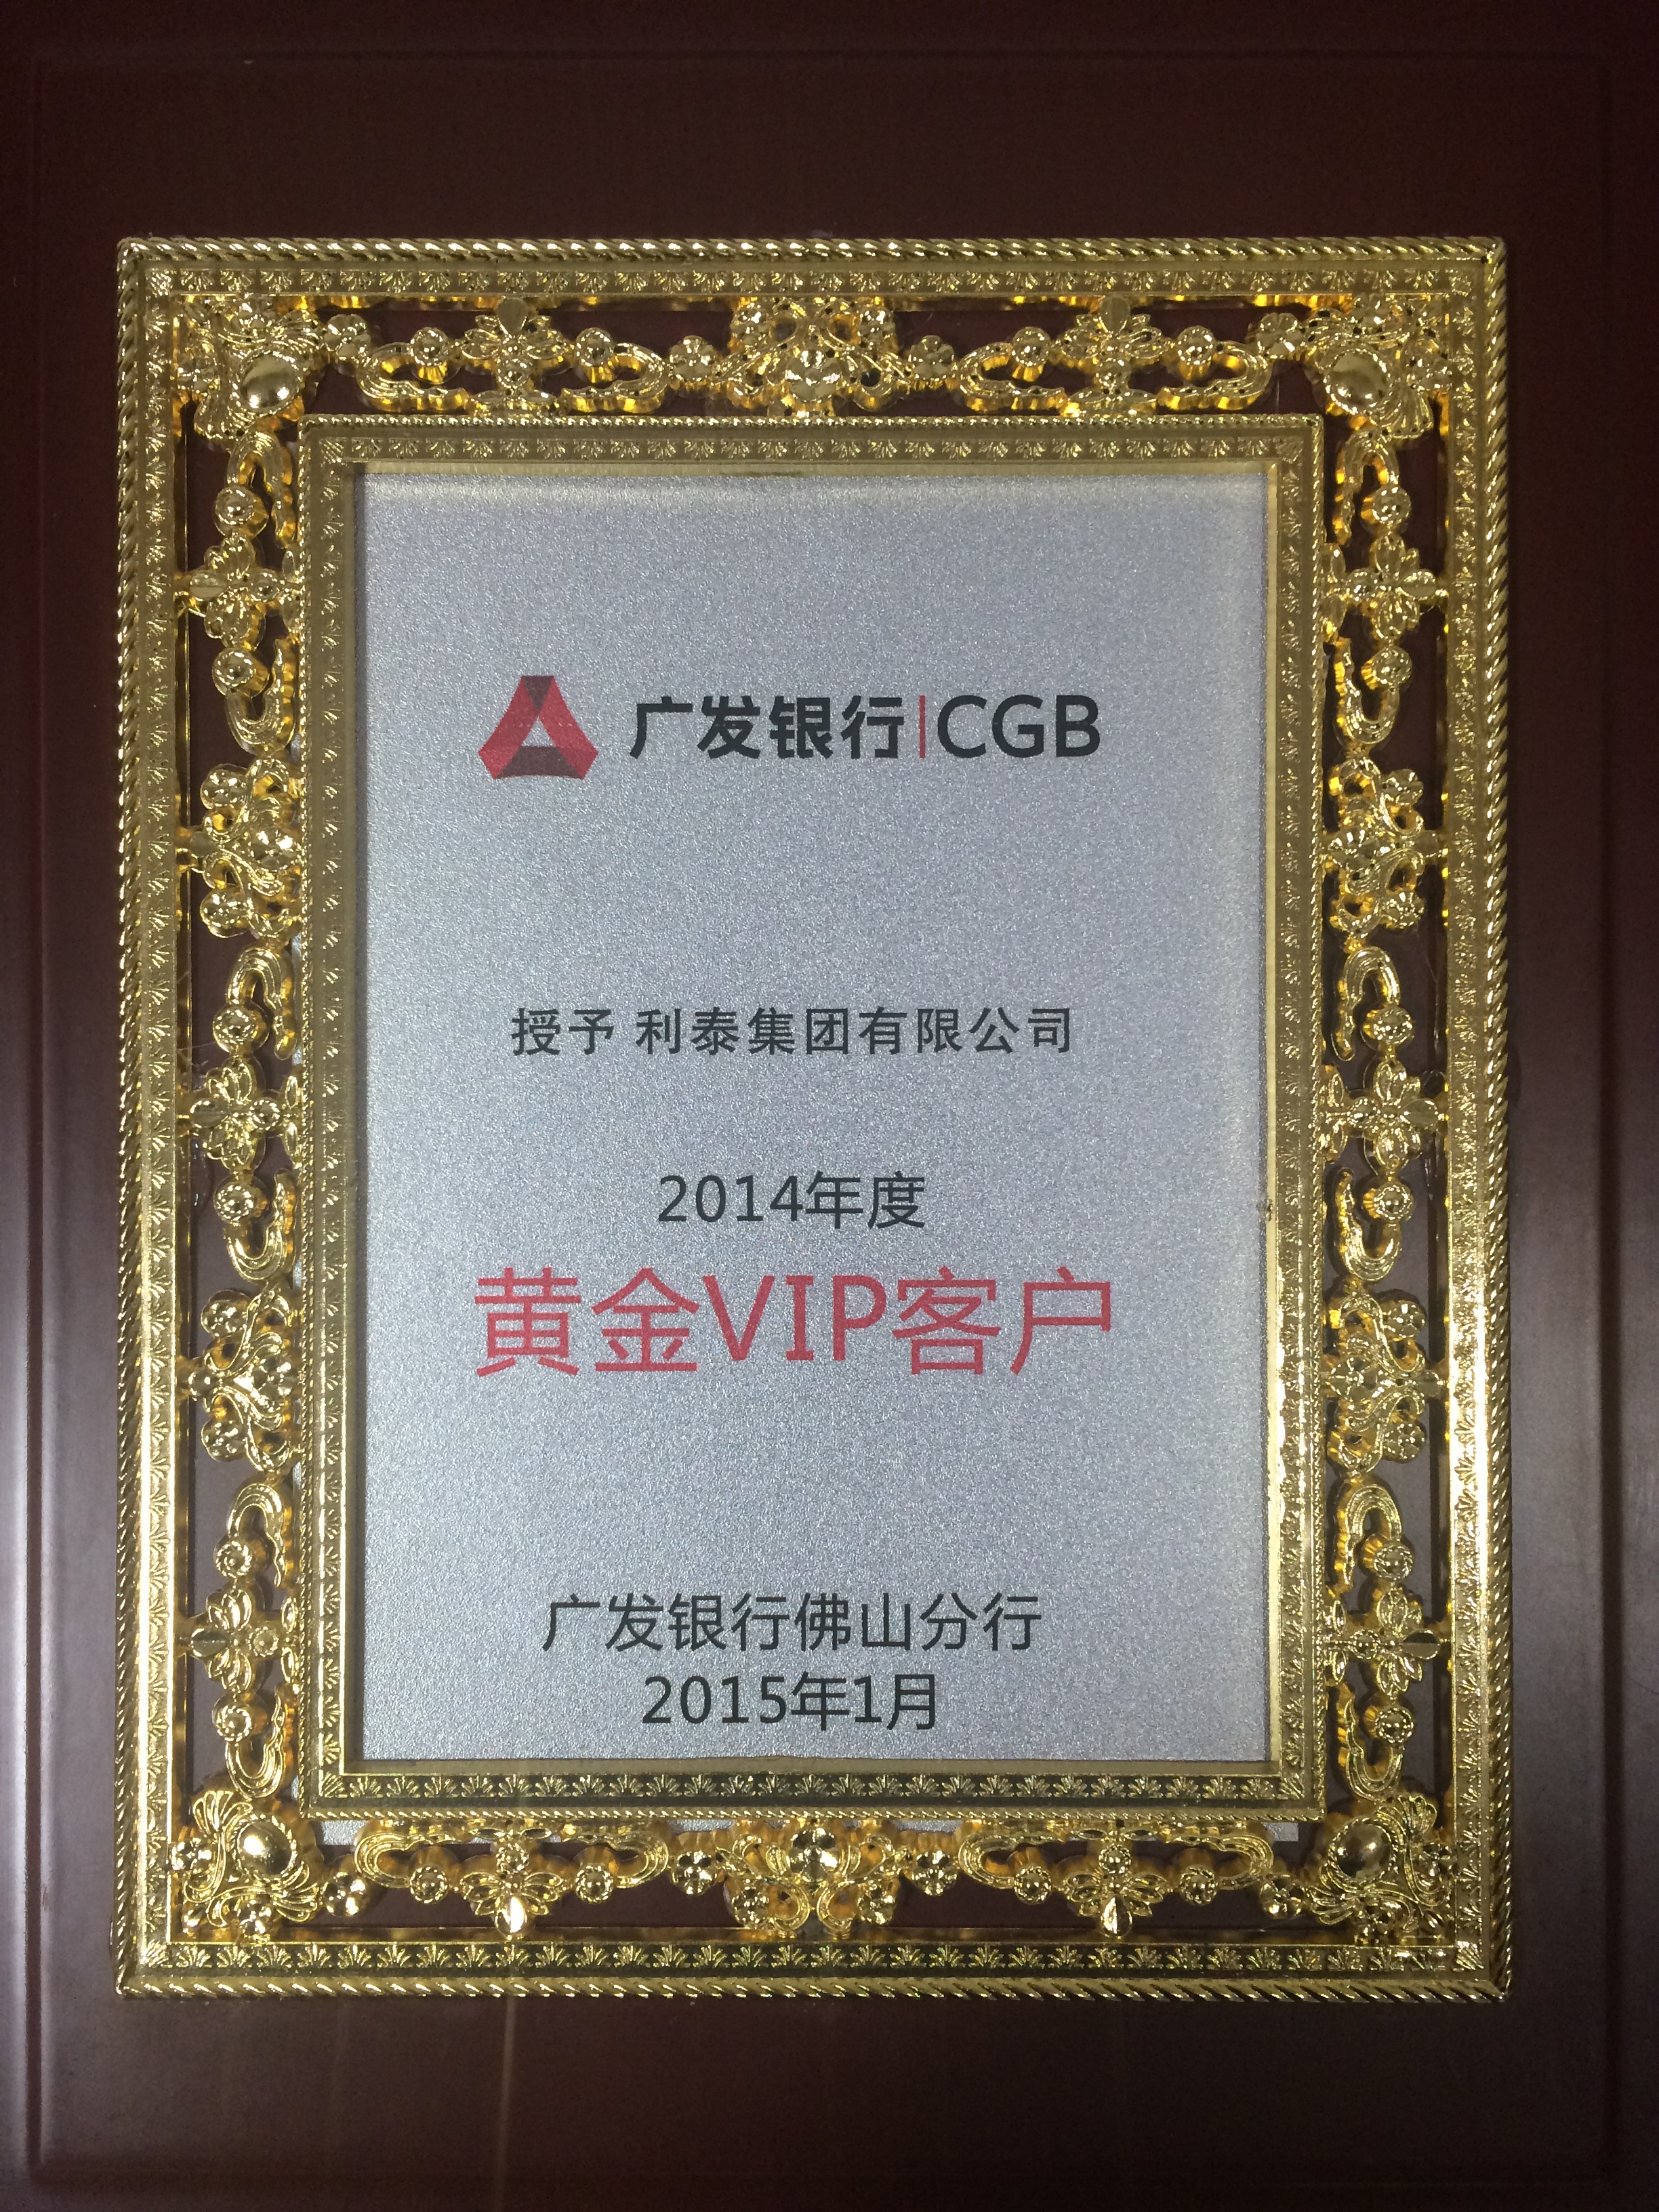 广发银行|CGB
授予 利泰集团有限公司
2014年度
黄金VIP客户
广发银行佛山分行
2015年1月